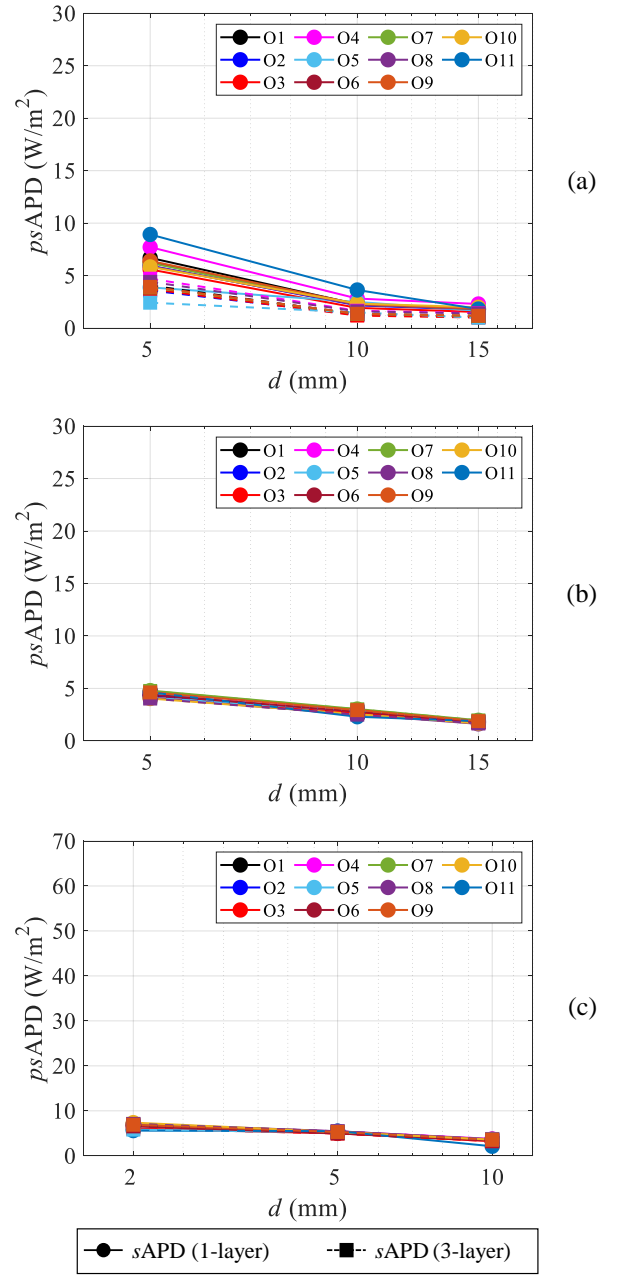 30
25
20
15
10
5
0
psAPD (W/m²)
O1 O4 O7 O10
O2 O5 O8 O11
O3 O6 O9
5 10 15
d (mm)
(a)
30
25
20
15
10
5
0
psAPD (W/m²)
O1 O4 O7 O10
O2 O5 O8 O11
O3 O6 O9
5 10 15
d (mm)
(b)
70
60
50
40
30
20
10
0
psAPD (W/m²)
O1 O4 O7 O10
O2 O5 O8 O11
O3 O6 O9
2 5 10
d (mm)
(c)
sAPD (1-layer) sAPD (3-layer)